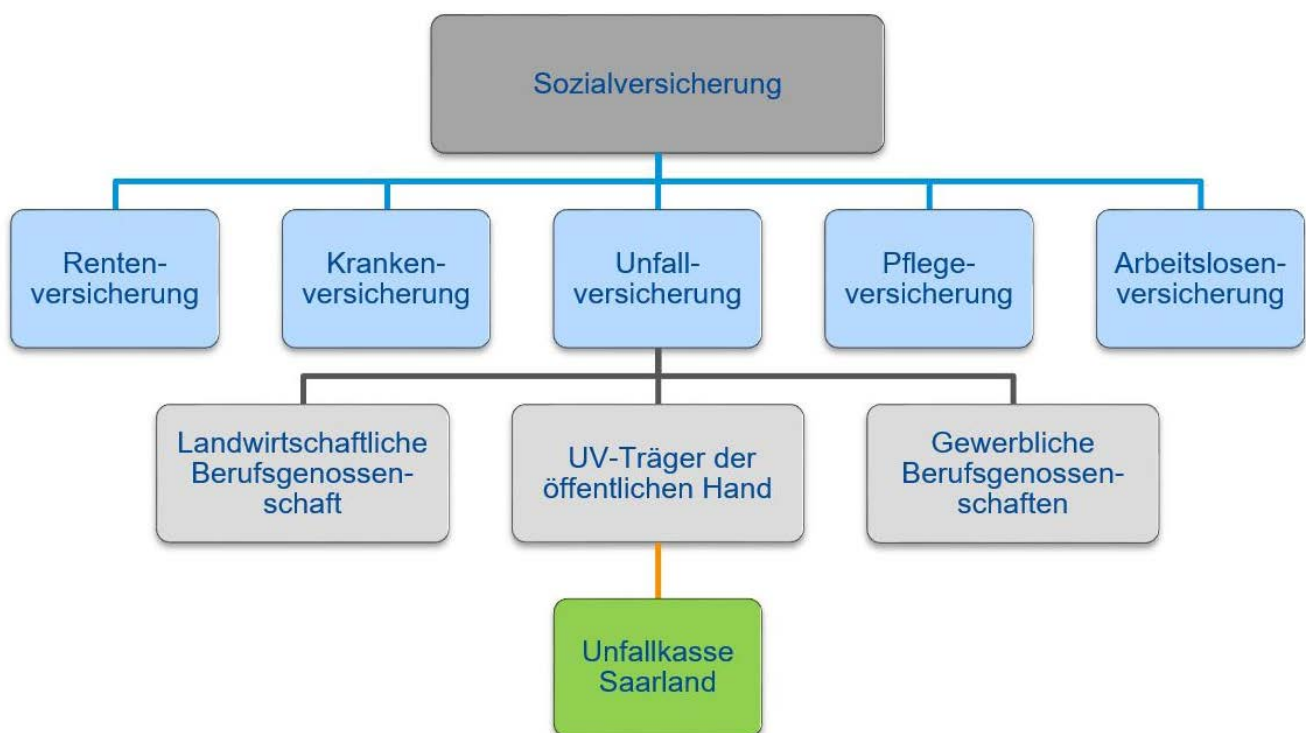 Sozialversicherung
Renten-
versicherung
Kranken-
versicherung
Unfall-
versicherung
Pflege-
versicherung
Arbeitslosen-
versicherung
Landwirtschaftliche
Berufsgenossen-
schaft
UV-Träger der
öffentlichen Hand
Gewerbliche
Berufsgenossen-
schaften
Unfallkasse
Saarland